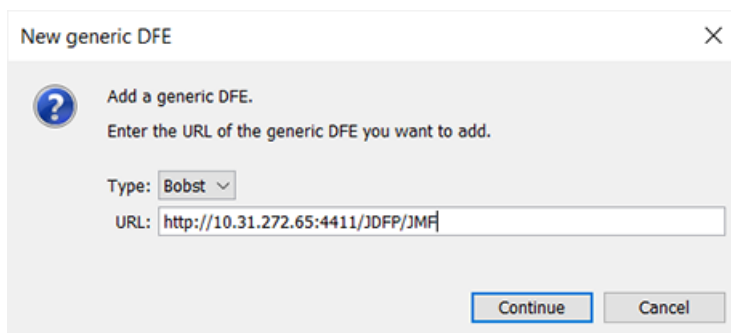 New generic DFE
Add a generic DFE.
Enter the URL of the generic DFE you want to add.
Type: Bobst
URL: http://10.31.272.65:4411/JDFP/JMF
Continue Cancel